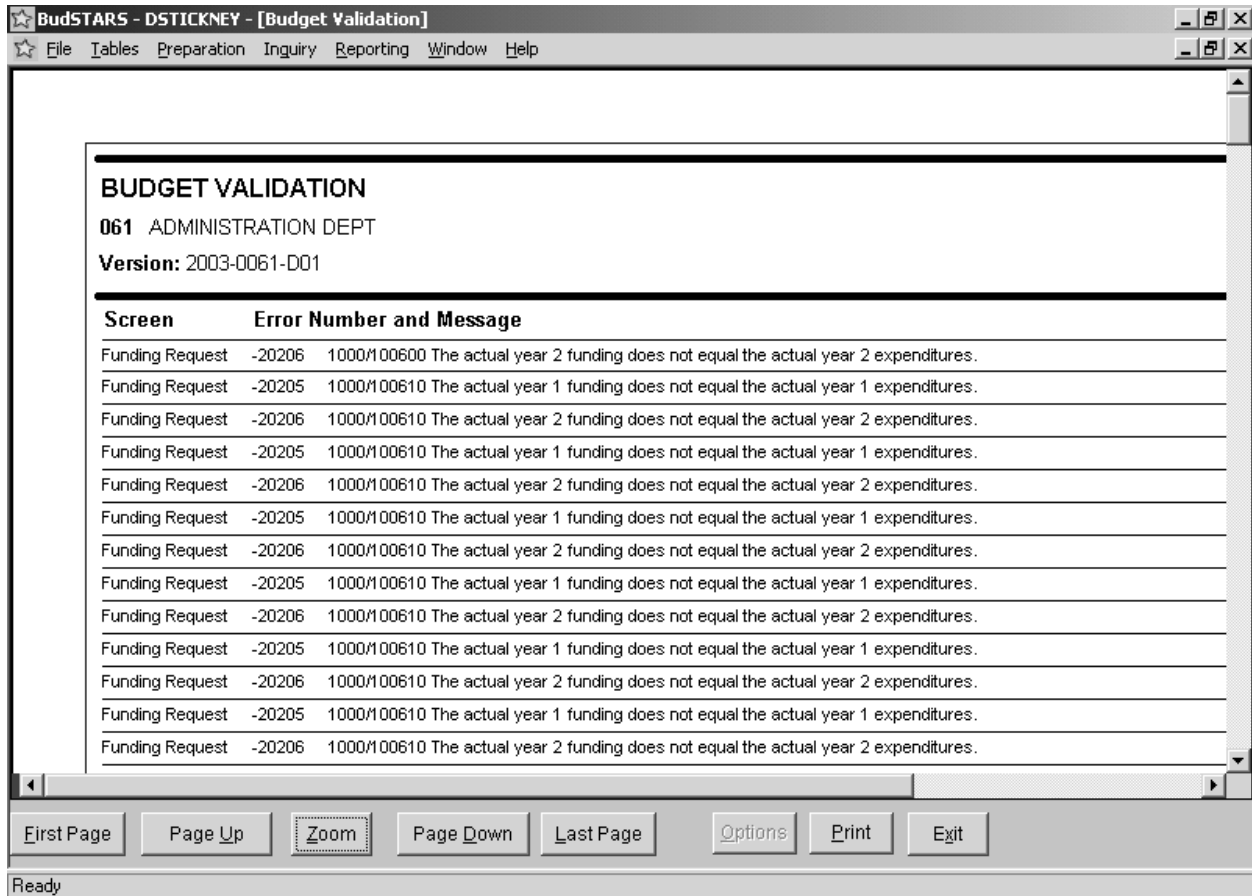 BudSTARS - DSTICKNEY - [Budget Validation]
File Tables Preparation Inquiry Reporting Window Help
BUDGET VALIDATION
061 ADMINISTRATION DEPT
Version: 2003-0061-D01
Screen Error Number and Message
Funding Request -20206 1000/100600 The actual year 2 funding does not equal the actual year 2 expenditures.
Funding Request -20205 1000/100610 The actual year 1 funding does not equal the actual year 1 expenditures.
Funding Request -20206 1000/100610 The actual year 2 funding does not equal the actual year 2 expenditures.
Funding Request -20205 1000/100610 The actual year 1 funding does not equal the actual year 1 expenditures.
Funding Request -20206 1000/100610 The actual year 2 funding does not equal the actual year 2 expenditures.
Funding Request -20205 1000/100610 The actual year 1 funding does not equal the actual year 1 expenditures.
Funding Request -20206 1000/100610 The actual year 2 funding does not equal the actual year 2 expenditures.
Funding Request -20205 1000/100610 The actual year 1 funding does not equal the actual year 1 expenditures.
Funding Request -20206 1000/100610 The actual year 2 funding does not equal the actual year 2 expenditures.
Funding Request -20205 1000/100610 The actual year 1 funding does not equal the actual year 1 expenditures.
Funding Request -20206 1000/100610 The actual year 2 funding does not equal the actual year 2 expenditures.
Funding Request -20205 1000/100610 The actual year 1 funding does not equal the actual year 1 expenditures.
Funding Request -20206 1000/100610 The actual year 2 funding does not equal the actual year 2 expenditures.
First Page Page Up Zoom Page Down Last Page Options Print Exit
Ready